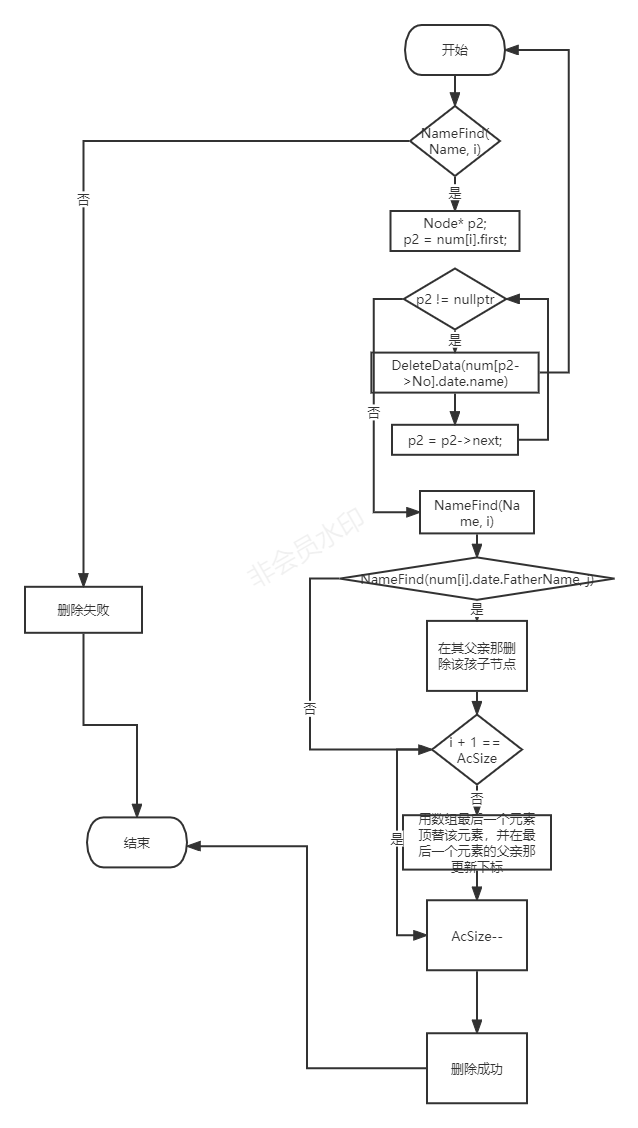 开始
NameFind(
Name, i)
否
是
Node* p2;
p2 = num[i].first;
p2 != nullptr
是
DeleteData(num[p2-
>No].date.name)
否
p2 = p2->next;
NameFind(Na
me, i)
非会员水印
NameFind(num[i].date.FatherName, j)
删除失败
是
在其父亲那删
除该孩子节点
否
i + 1 ==
AcSize
否
用数组最后一个元素
顶替该元素，并在最
后一个元素的父亲那
更新下标
是
结束
AcSize--
删除成功